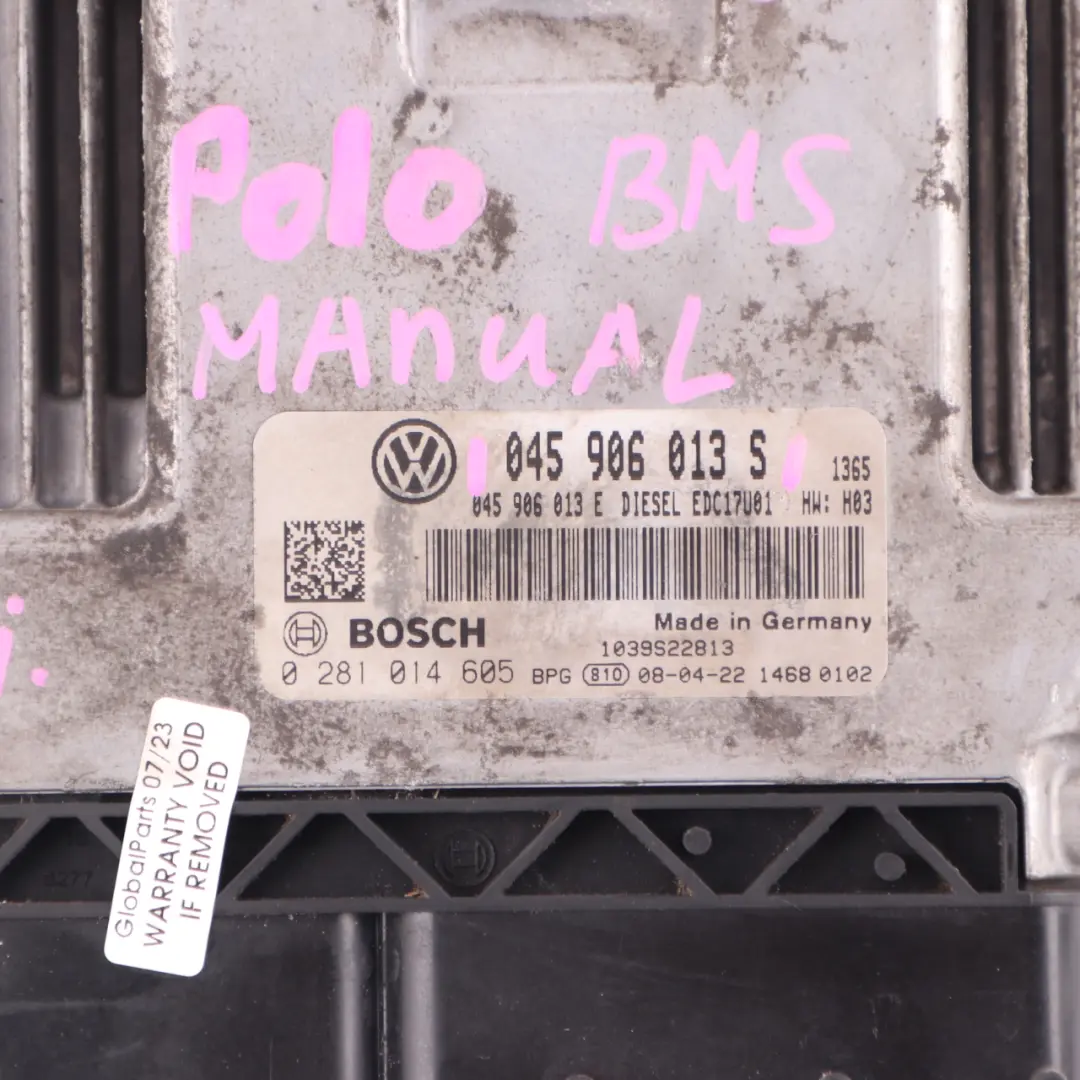 Polo BMS
MAnuAL
045 906 013 S
1365
045 906 013 E DIESEL EDC17U01 HW: H03
Made in Germany
BOSCH
1039S22813
0 281 014 605 BPG 810 08-04-22 1468 0102
GlobalParts 07/23
WARRANTY VOID
IF REMOVED